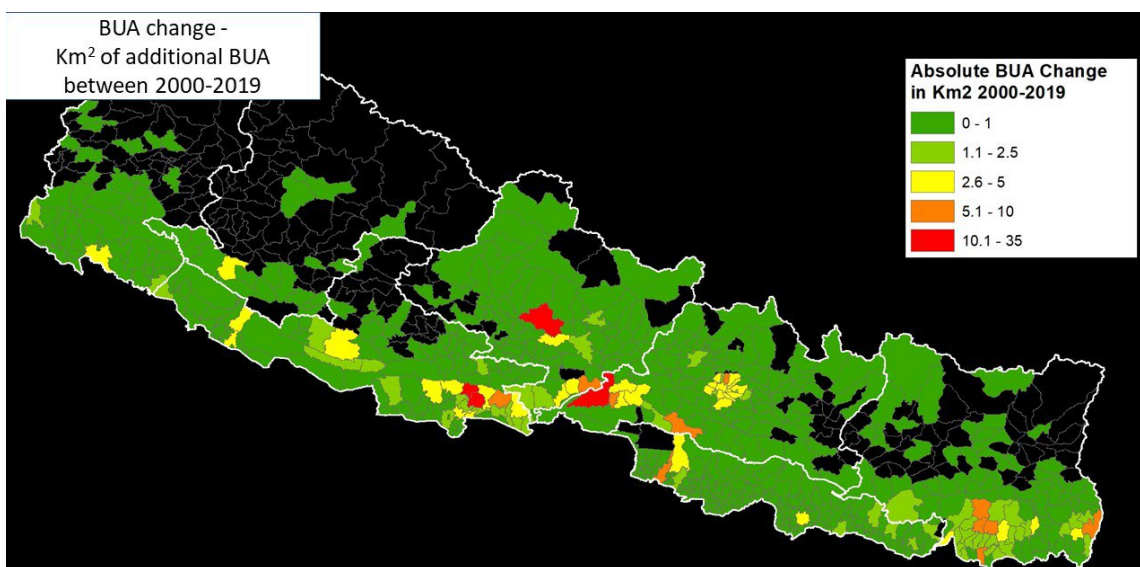 BUA change -
Km² of additional BUA
between 2000-2019
Absolute BUA Change
in Km2 2000-2019
0 - 1
1.1 - 2.5
2.6 - 5
5.1 - 10
10.1 - 35